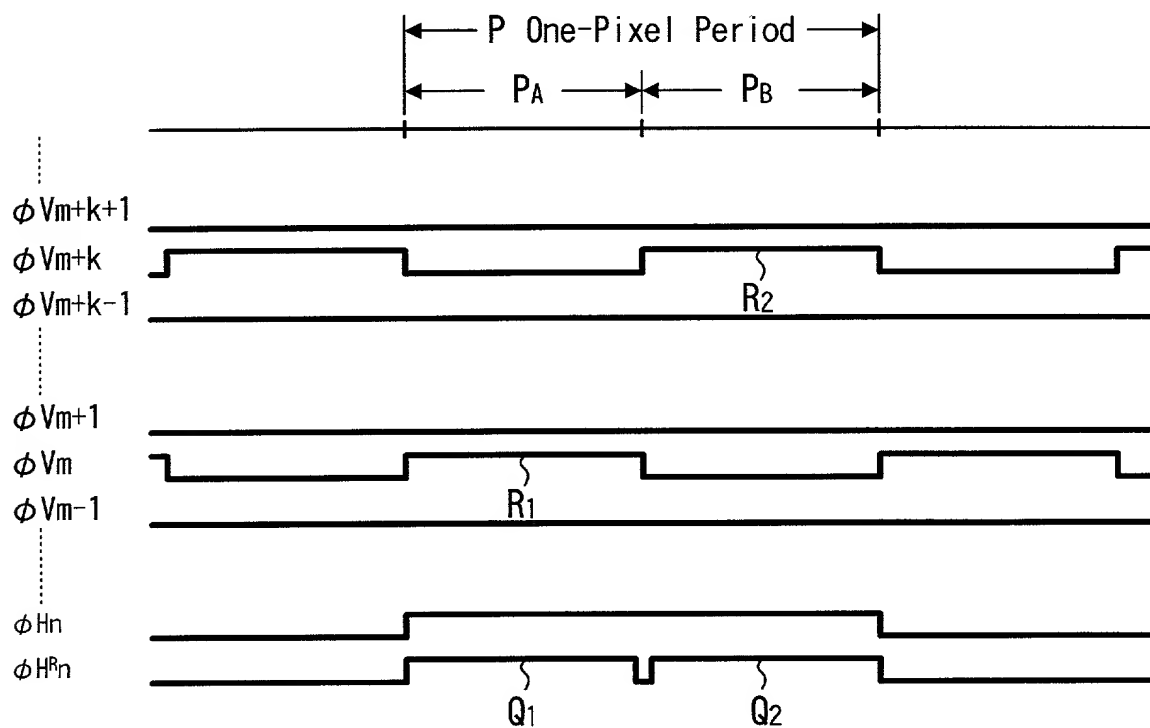 P One-Pixel Period
PA PB
φVm+k+1
φVm+k
R2
φVm+k-1
φVm+1
φVm
R1
φVm-1
φHn
φHᴿn
Q1 Q2